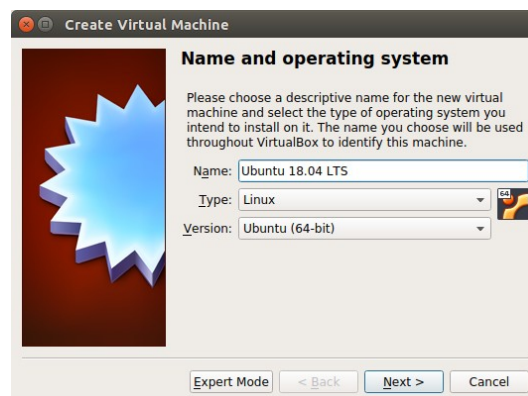 Create Virtual Machine
Name and operating system
Please choose a descriptive name for the new virtual
machine and select the type of operating system you
intend to install on it. The name you choose will be used
throughout VirtualBox to identify this machine.
Name: Ubuntu 18.04 LTS
Type: Linux
64
Version: Ubuntu (64-bit)
Expert Mode < Back Next > Cancel